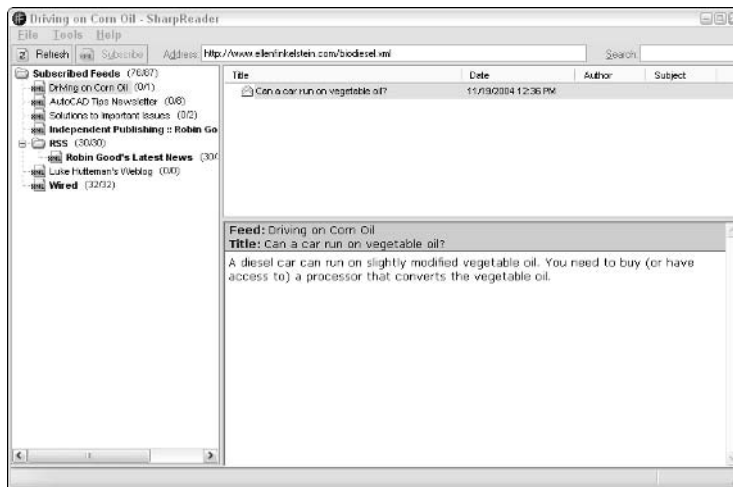 Driving on Corn Oil - SharpReader
File Tools Help
Refresh Subscribe Address http://www.ellenfinkelstein.com/biodiesel.xml Search
Subscribed Feeds (76/87)
Driving on Corn Oil (0/1)
AutoCAD Tips Newsletter (0/6)
Solutions to Important Issues (0/2)
Independent Publishing :: Robin Go
RSS (30/30)
Robin Good's Latest News (30/
Luke Hutteman's Weblog (0/0)
Wired (32/32)
Title Date Author Subject
Can a car run on vegetable oil? 11/19/2004 12:36 PM
Feed: Driving on Corn Oil
Title: Can a car run on vegetable oil?
A diesel car can run on slightly modified vegetable oil. You need to buy (or have
access to) a processor that converts the vegetable oil.